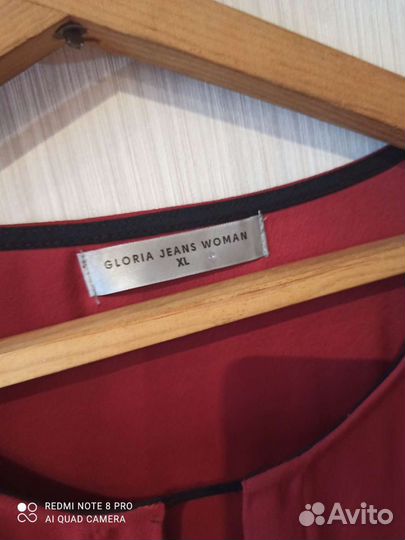 GLORIA JEANS WOMAN
XL
REDMI NOTE 8 PRO
AI QUAD CAMERA
Avito